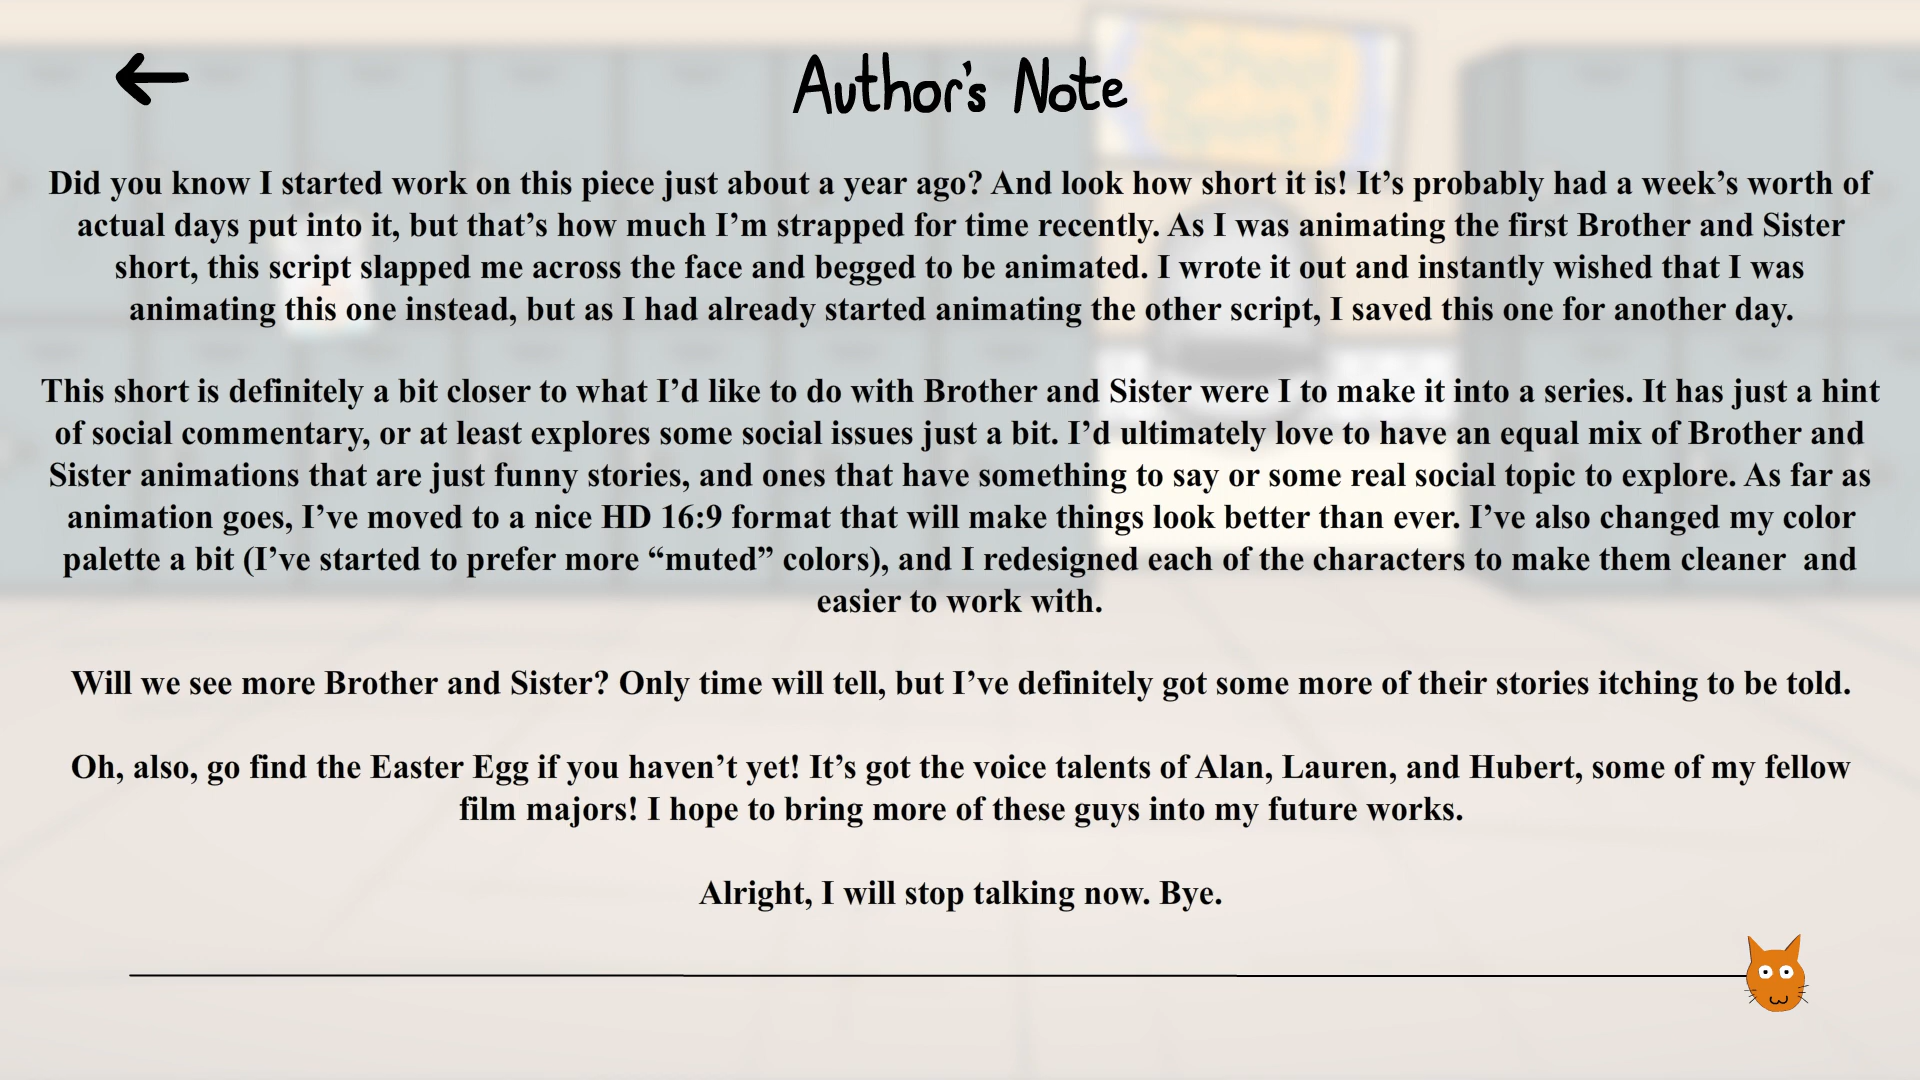 Author's Note
Did you know I started work on this piece just about a year ago? And look how short it is! It’s probably had a week’s worth of
actual days put into it, but that’s how much I’m strapped for time recently. As I was animating the first Brother and Sister
short, this script slapped me across the face and begged to be animated. I wrote it out and instantly wished that I was
animating this one instead, but as I had already started animating the other script, I saved this one for another day.
This short is definitely a bit closer to what I’d like to do with Brother and Sister were I to make it into a series. It has just a hint
of social commentary, or at least explores some social issues just a bit. I’d ultimately love to have an equal mix of Brother and
Sister animations that are just funny stories, and ones that have something to say or some real social topic to explore. As far as
animation goes, I’ve moved to a nice HD 16:9 format that will make things look better than ever. I’ve also changed my color
palette a bit (I’ve started to prefer more “muted” colors), and I redesigned each of the characters to make them cleaner  and
easier to work with.
Will we see more Brother and Sister? Only time will tell, but I’ve definitely got some more of their stories itching to be told.
Oh, also, go find the Easter Egg if you haven’t yet! It’s got the voice talents of Alan, Lauren, and Hubert, some of my fellow
film majors! I hope to bring more of these guys into my future works.
Alright, I will stop talking now. Bye.